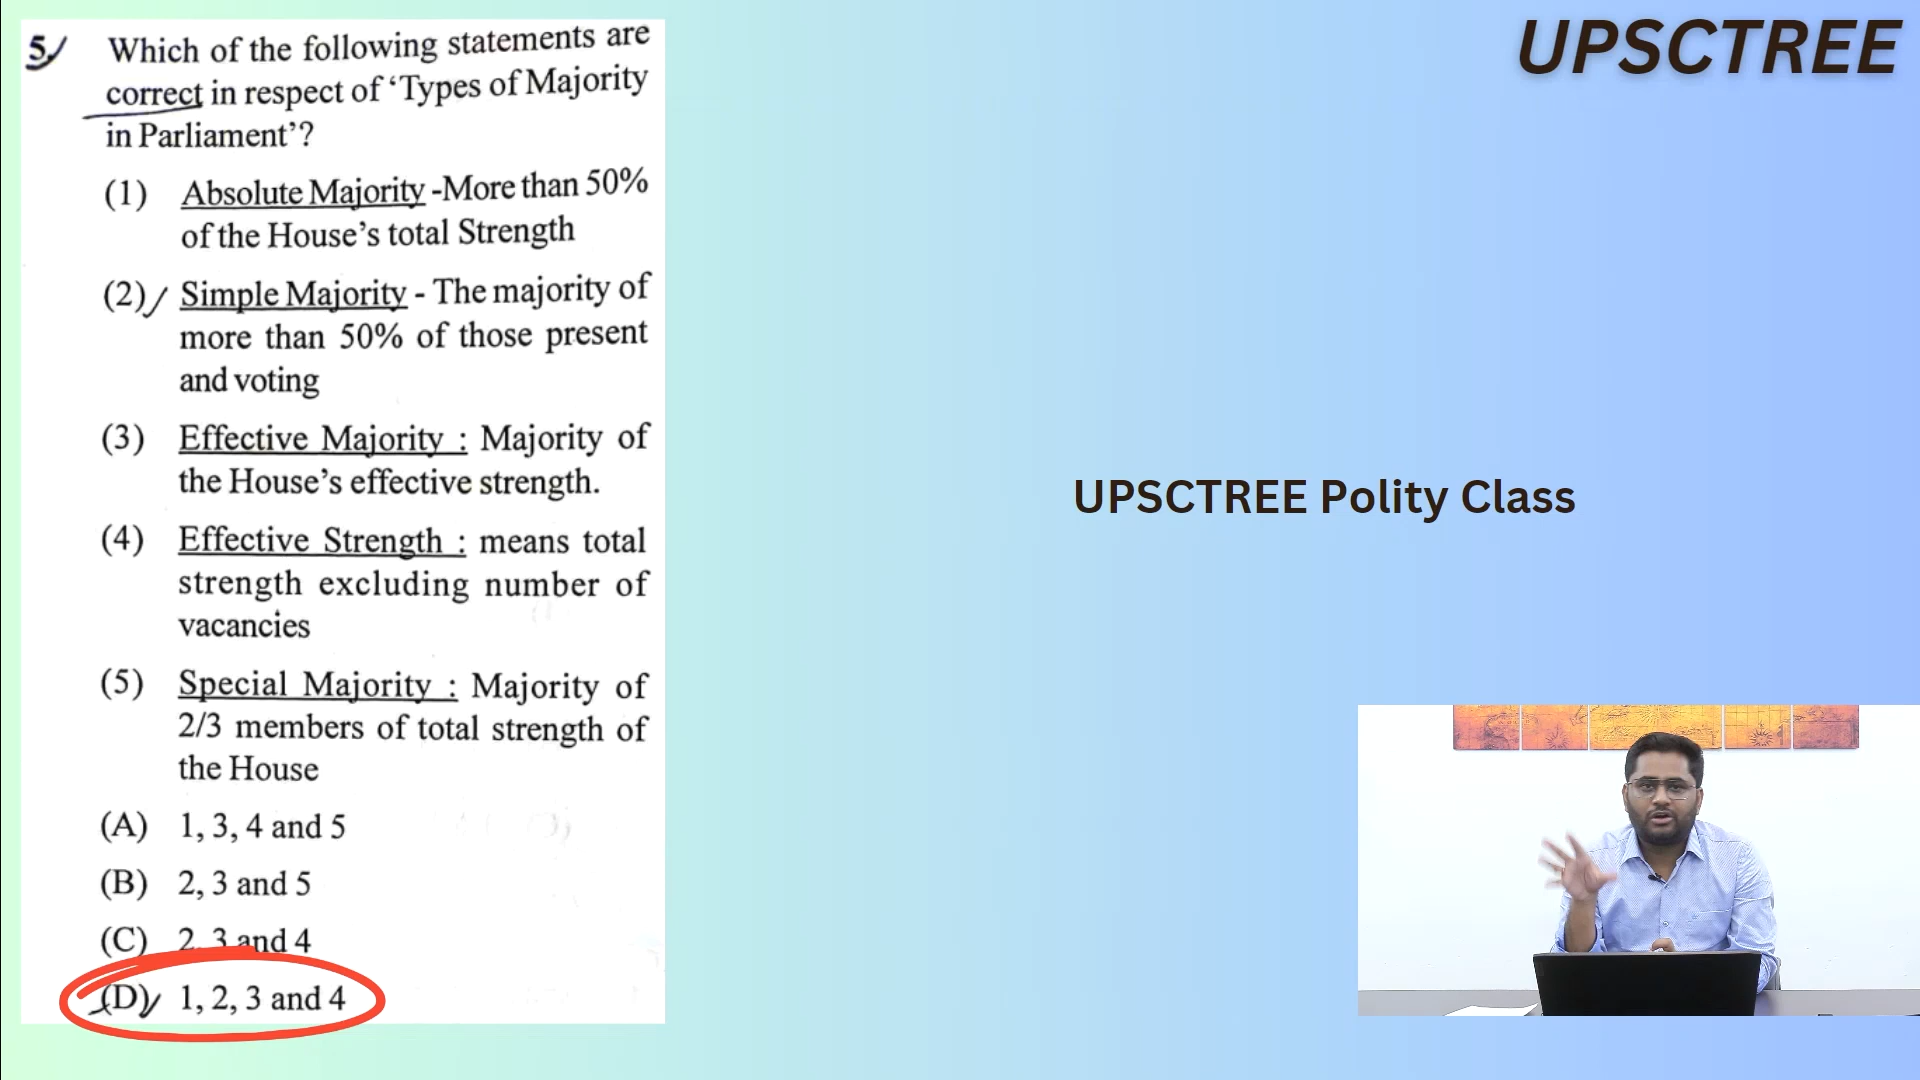 UPSCTREE
5. Which of the following statements are
correct in respect of ‘Types of Majority
in Parliament’?
(1) Absolute Majority -More than 50%
of the House’s total Strength
(2) Simple Majority - The majority of
more than 50% of those present
and voting
(3) Effective Majority : Majority of
the House’s effective strength.
(4) Effective Strength : means total
strength excluding number of
vacancies
(5) Special Majority : Majority of
2/3 members of total strength of
the House
(A) 1, 3, 4 and 5
(B) 2, 3 and 5
(C) 2, 3 and 4
(D) 1, 2, 3 and 4
UPSCTREE Polity Class